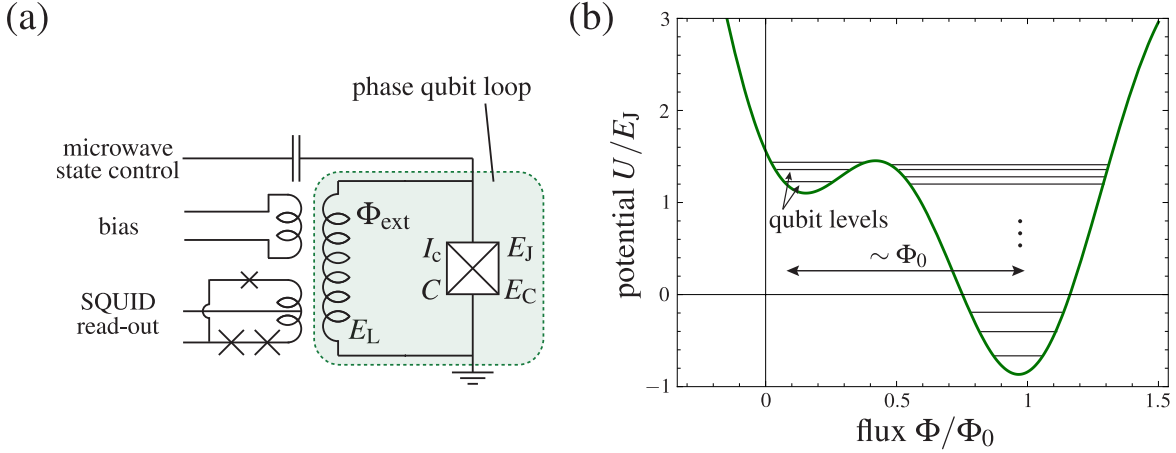 (a)
phase qubit loop
microwave
state control
bias
SQUID
read-out
Φext
Ic
EJ
C
EC
EL
(b)
potential U/EJ
3
2
1
0
−1
qubit levels
∼ Φ0
0
0.5
1
1.5
flux Φ/Φ0